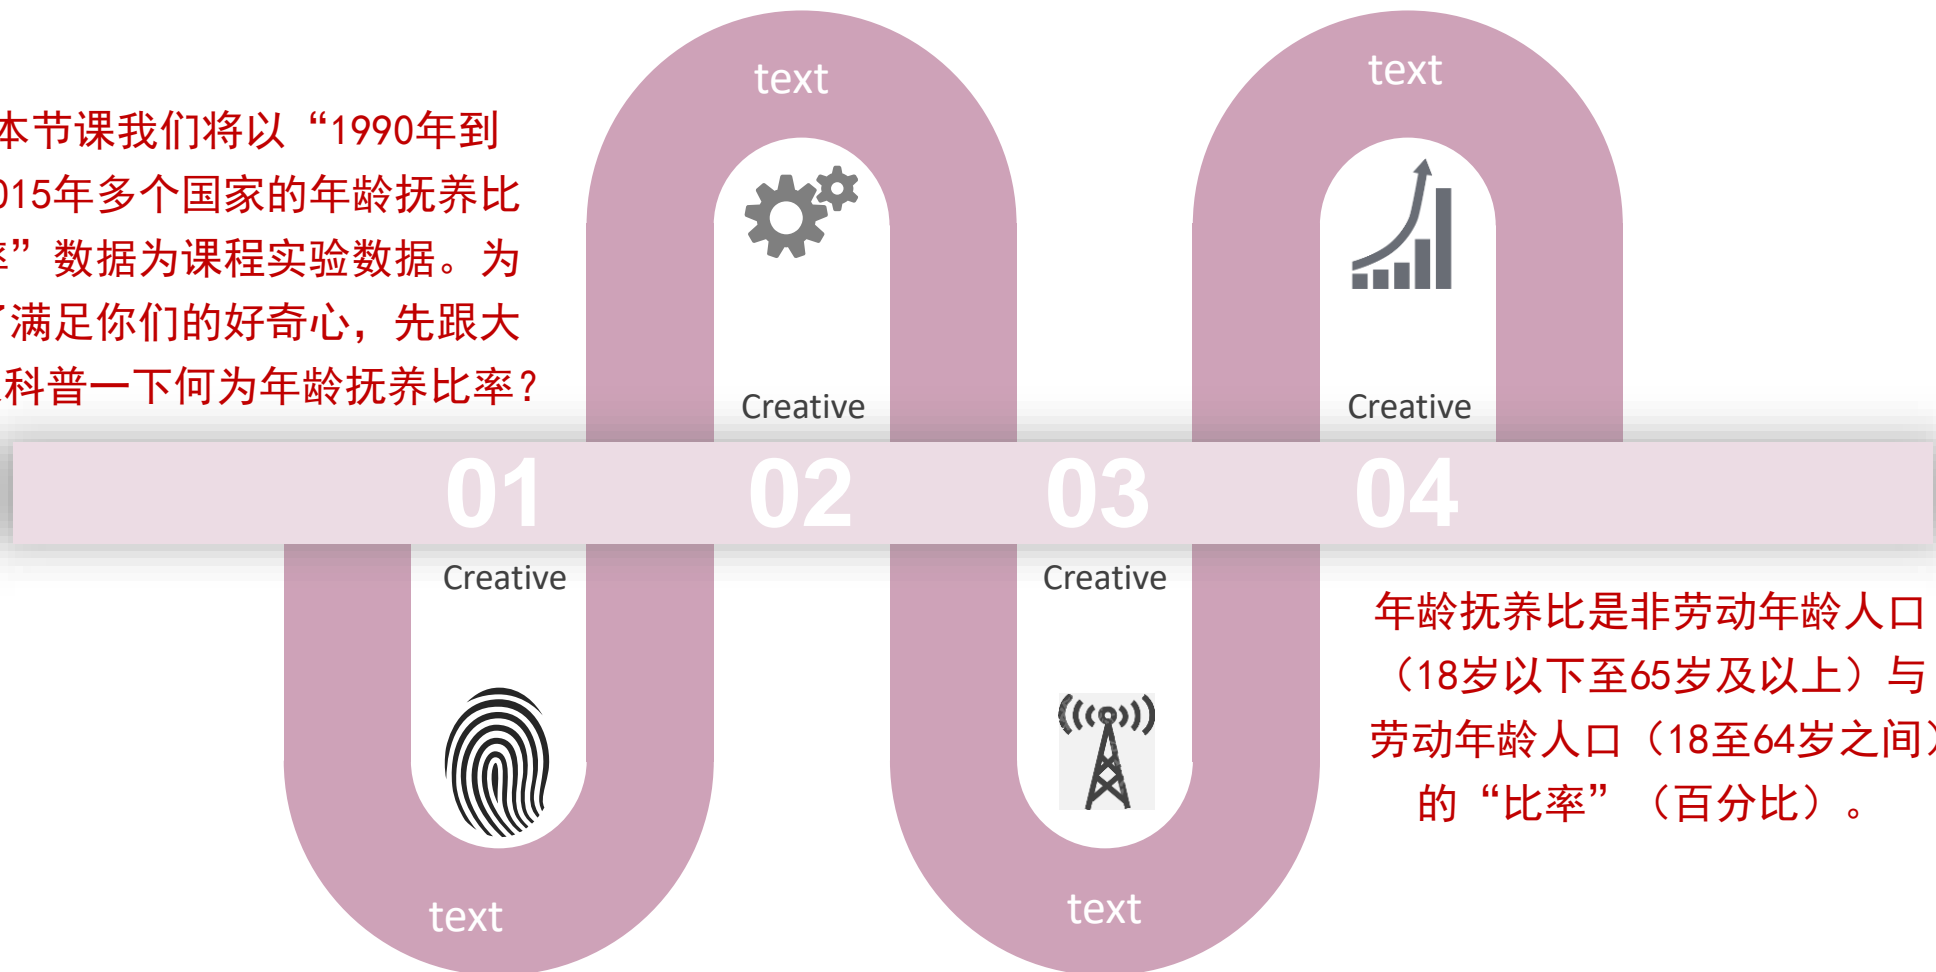 text
text
本节课我们将以“1990年到
015年多个国家的年龄抚养比
率”数据为课程实验数据。为
了满足你们的好奇心，先跟大
科普一下何为年龄抚养比率？
Creative
Creative
01
02
03
04
Creative
Creative
年龄抚养比是非劳动年龄人口
（18岁以下至65岁及以上）与
劳动年龄人口（18至64岁之间）
的“比率”（百分比）。
text
text